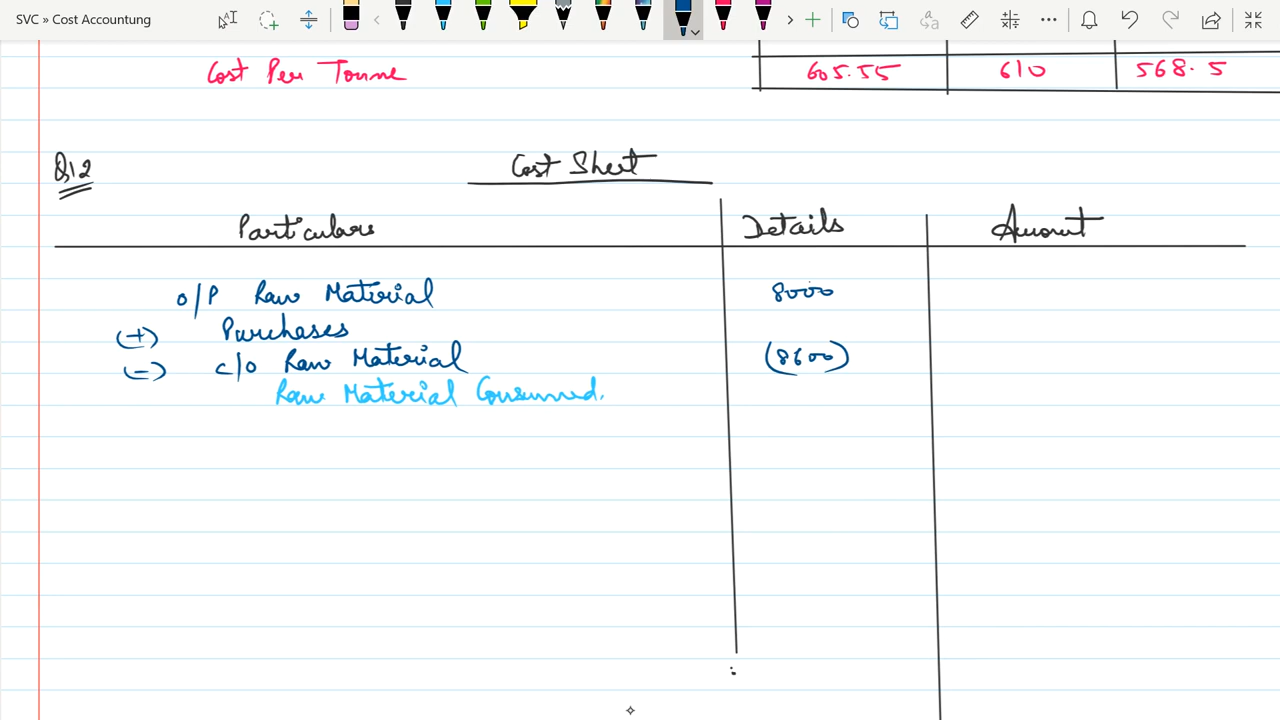 SVC » Cost Accountung
Cost Per Tonne 605.55 610 568.5
Q12 Cost Sheet
Particulars Details Amount
O/P Raw Material 8000
(+) Purchases
(-) C/O Raw Material (8600)
Raw Material Consumed.